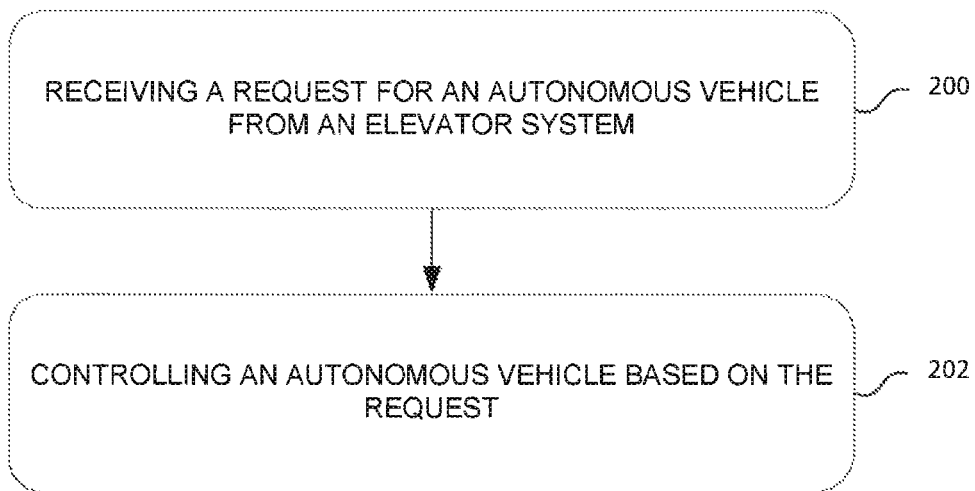 RECEIVING A REQUEST FOR AN AUTONOMOUS VEHICLE
FROM AN ELEVATOR SYSTEM
200
CONTROLLING AN AUTONOMOUS VEHICLE BASED ON THE
REQUEST
202